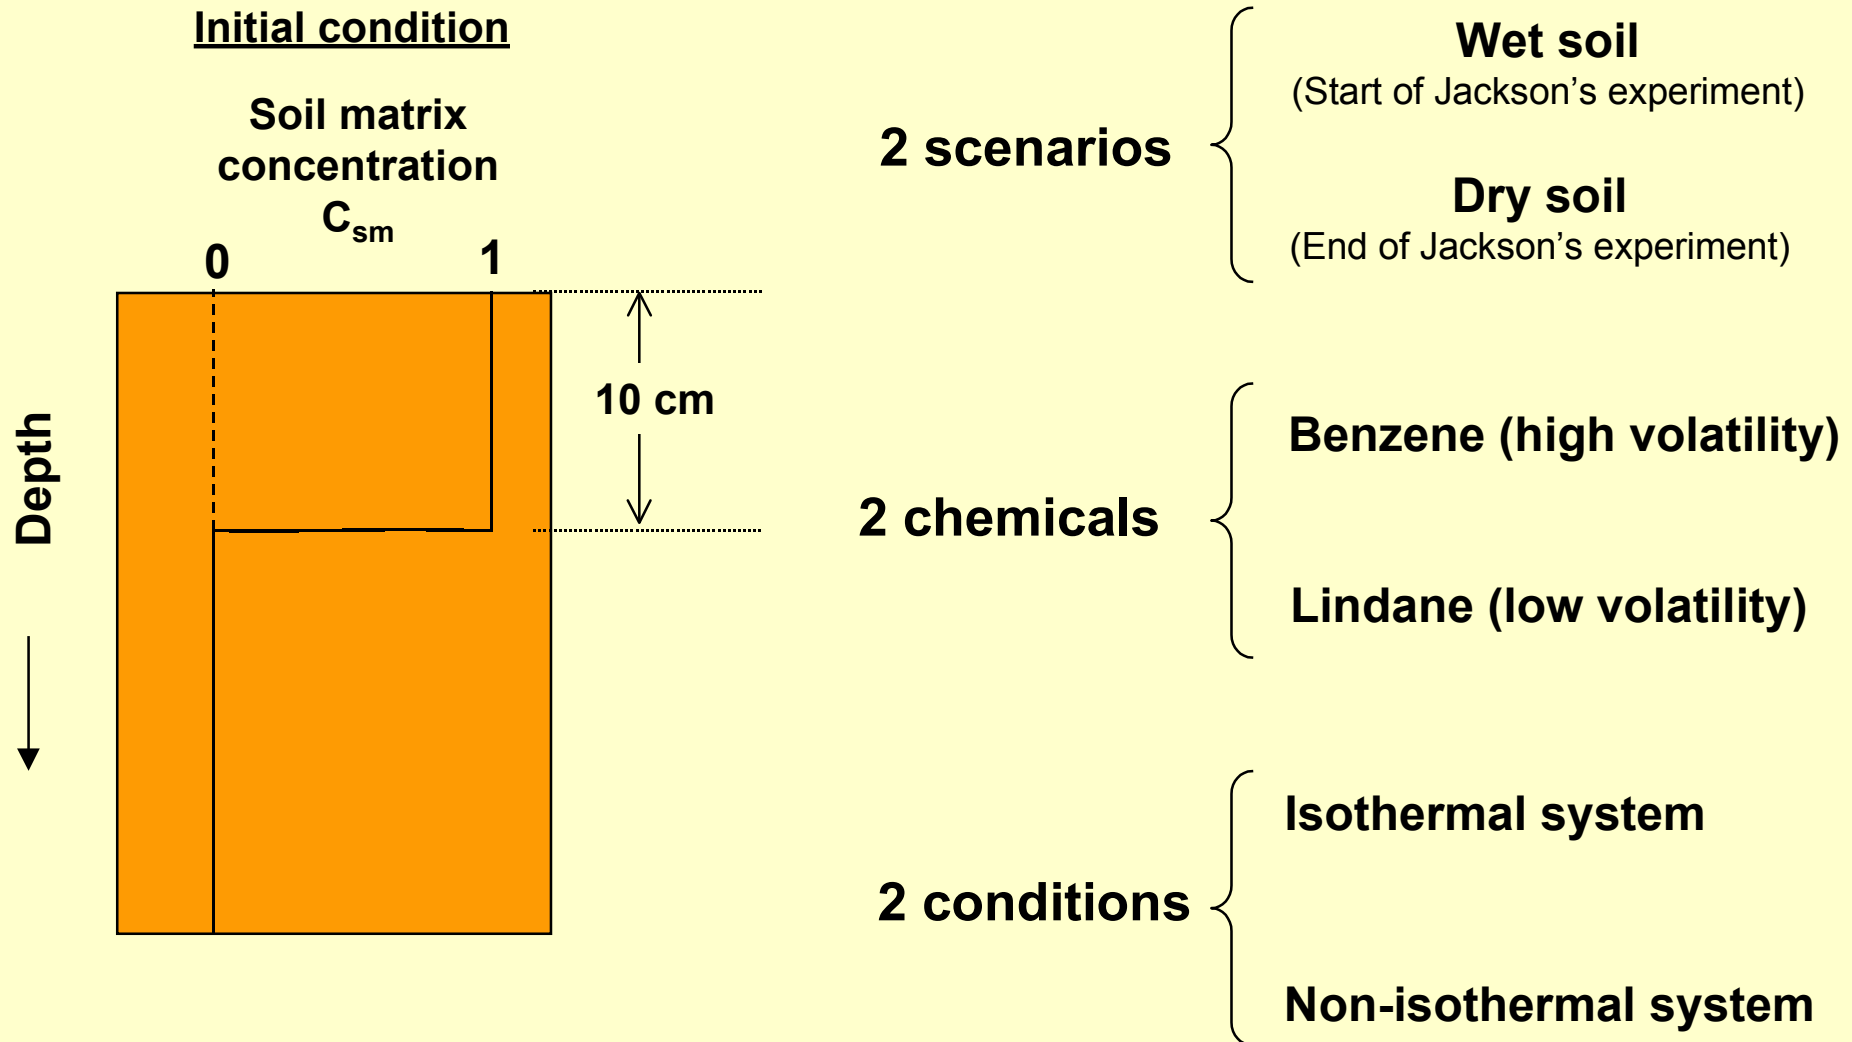 Initial condition
Soil matrix
concentration
Csm
0 1
10 cm
Depth
2 scenarios
Wet soil
(Start of Jackson’s experiment)
Dry soil
(End of Jackson’s experiment)
2 chemicals
Benzene (high volatility)
Lindane (low volatility)
2 conditions
Isothermal system
Non-isothermal system